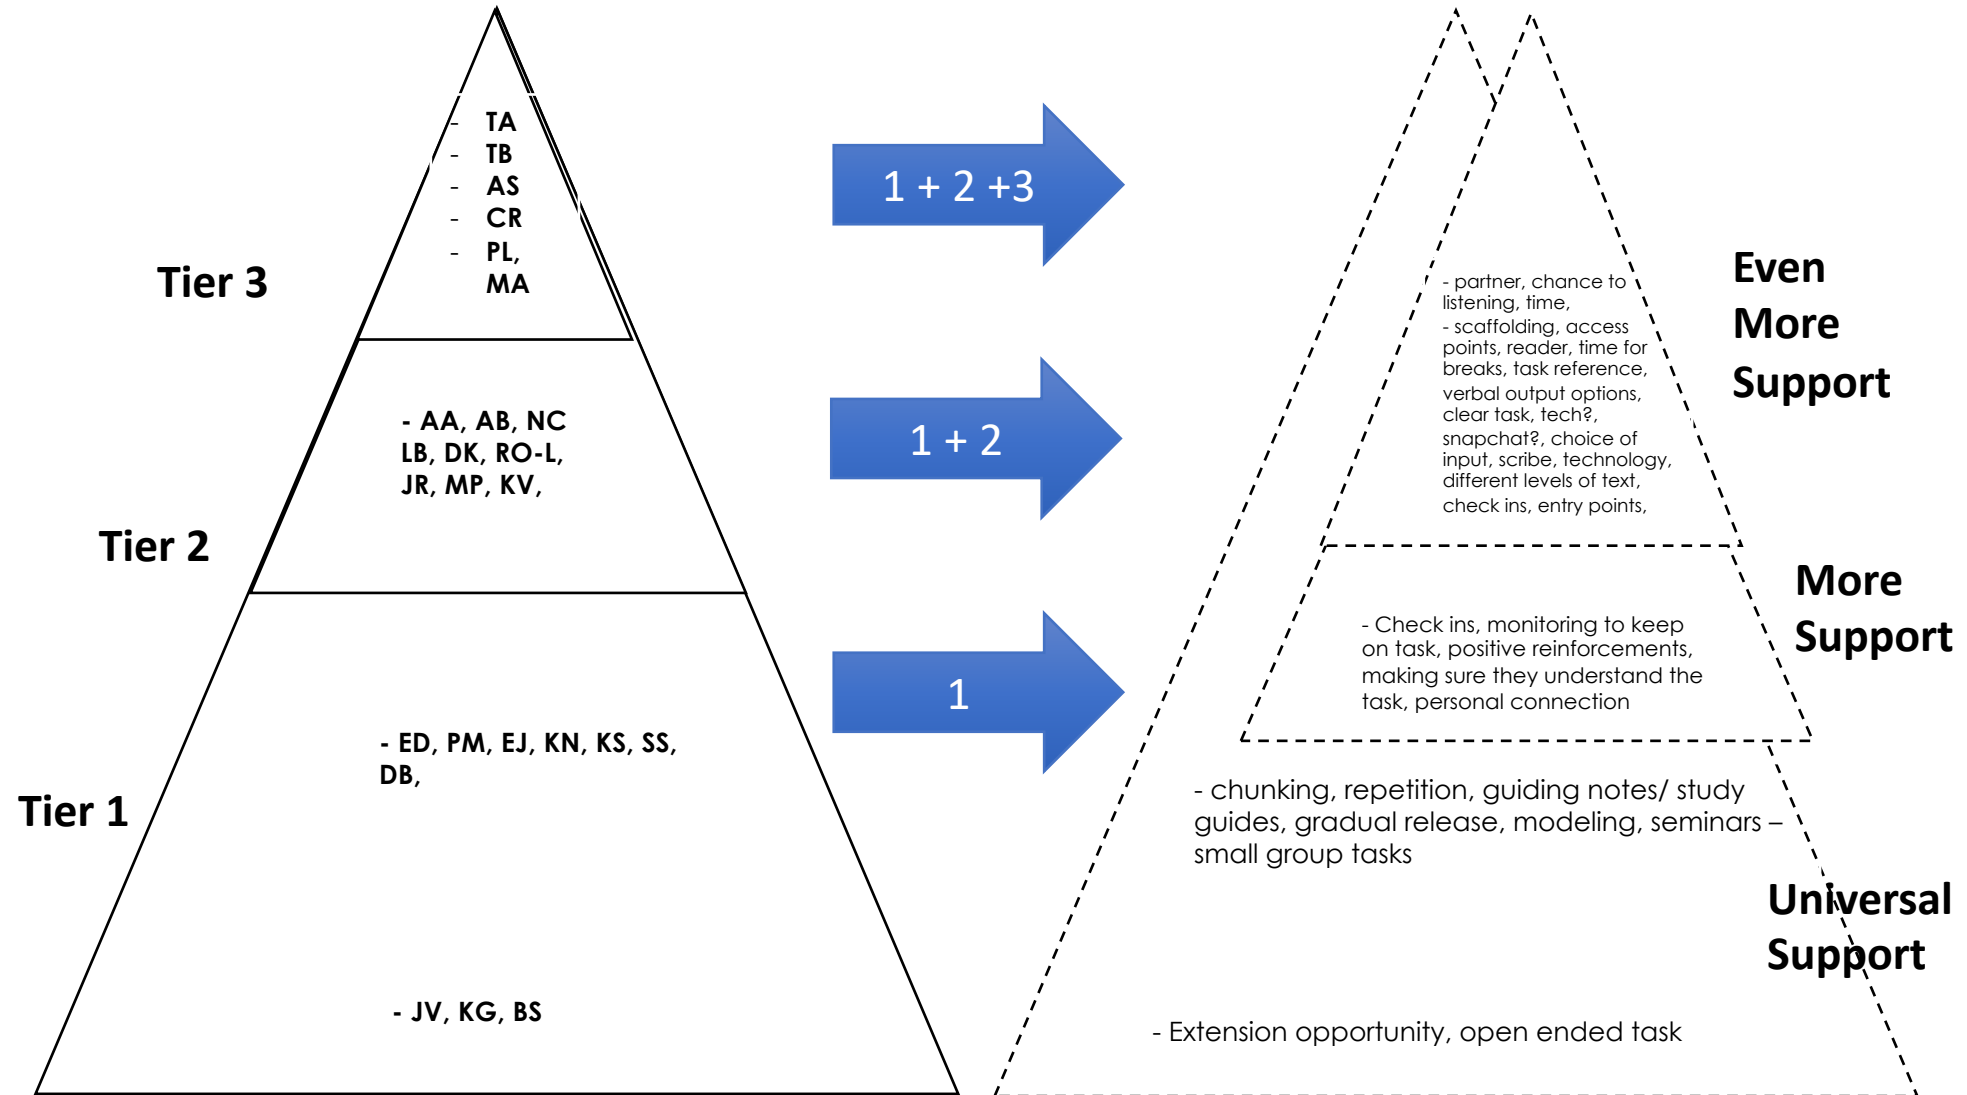 - TA
- TB
- AS
- CR
- PL,
MA
Tier 3
- AA, AB, NC
LB, DK, RO-L,
JR, MP, KV,
Tier 2
- ED, PM, EJ, KN, KS, SS,
DB,
Tier 1
- JV, KG, BS
1 + 2 +3
1 + 2
1
- partner, chance to
listening, time,
- scaffolding, access
points, reader, time for
breaks, task reference,
verbal output options,
clear task, tech?,
snapchat?, choice of
input, scribe, technology,
different levels of text,
check ins, entry points,
Even
More
Support
- Check ins, monitoring to keep
on task, positive reinforcements,
making sure they understand the
task, personal connection
More
Support
- chunking, repetition, guiding notes/ study
guides, gradual release, modeling, seminars –
small group tasks
Universal
Support
- Extension opportunity, open ended task